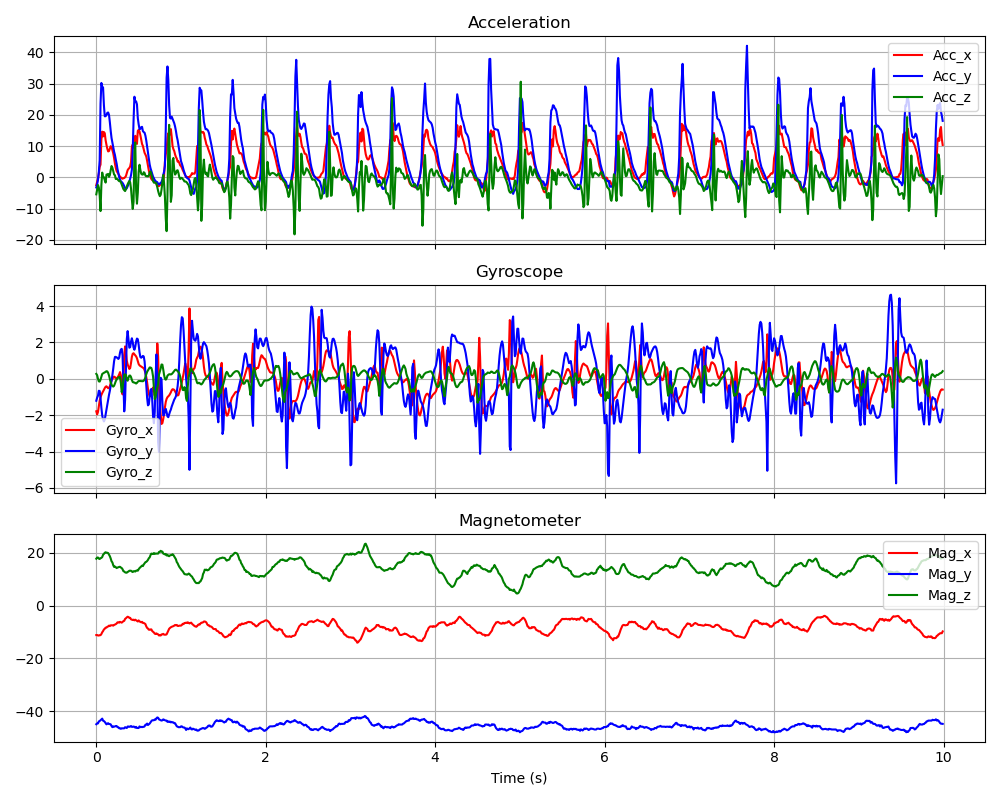 Acceleration
40
30
20
10
0
−10
−20
Acc_x
Acc_y
Acc_z
Gyroscope
4
2
0
−2
−4
−6
Gyro_x
Gyro_y
Gyro_z
Magnetometer
20
0
−20
−40
Mag_x
Mag_y
Mag_z
0 2 4 6 8 10
Time (s)